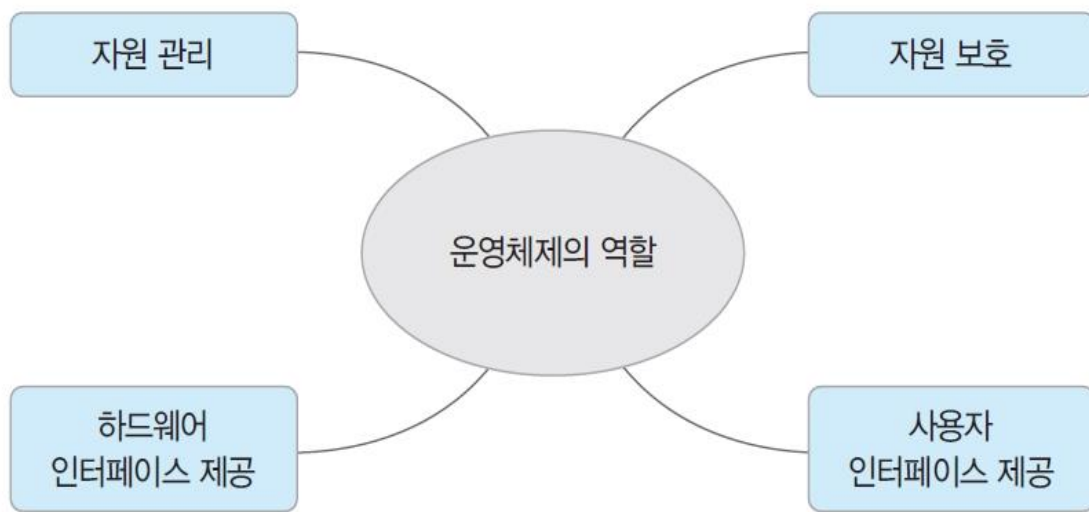 자원 관리
자원 보호
운영체제의 역할
하드웨어
인터페이스 제공
사용자
인터페이스 제공